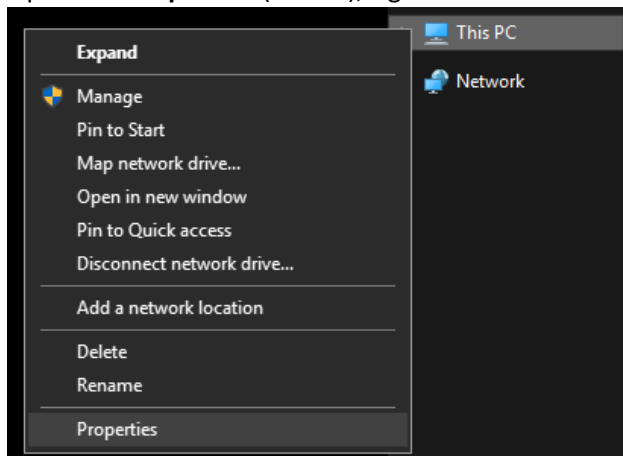 Expand
Manage
Pin to Start
Map network drive...
Open in new window
Pin to Quick access
Disconnect network drive...
Add a network location
Delete
Rename
Properties
This PC
Network